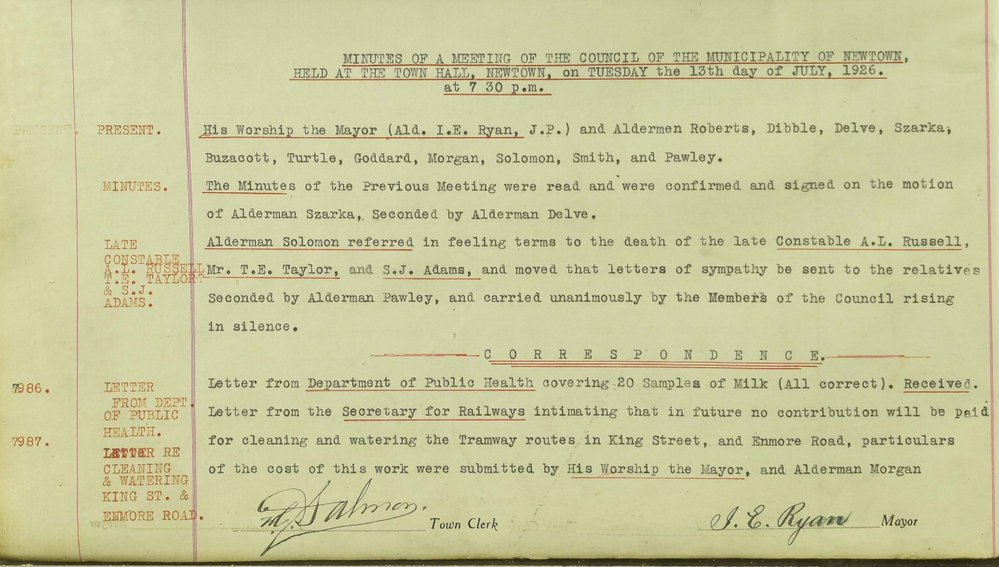 MINUTES OF A MEETING OF THE COUNCIL OF THE MUNICIPALITY OF NEWTOWN,
HELD AT THE TOWN HALL, NEWTOWN, on TUESDAY the 13th day of JULY, 1926.
at 7 30 p.m.
PRESENT. PRESENT. His Worship the Mayor (Ald. I.E. Ryan, J.P.) and Aldermen Roberts, Dibble, Delve, Szarka,
Buzacott, Turtle, Goddard, Morgan, Solomon, Smith, and Pawley.
MINUTES. The Minutes of the Previous Meeting were read and were confirmed and signed on the motion
of Alderman Szarka, Seconded by Alderman Delve.
LATE
CONSTABLE
A.L. RUSSELL
T.E. TAYLOR
& S.J.
ADAMS.
Alderman Solomon referred in feeling terms to the death of the late Constable A.L. Russell,
Mr. T.E. Taylor, and S.J. Adams, and moved that letters of sympathy be sent to the relatives
Seconded by Alderman Pawley, and carried unanimously by the Members of the Council rising
in silence.
CORRESPONDENCE.
7986. LETTER
FROM DEPT.
OF PUBLIC
HEALTH.
Letter from Department of Public Health covering 20 Samples of Milk (All correct). Received.
7987. LETTER RE
CLEANING
& WATERING
KING ST. &
ENMORE ROAD.
Letter from the Secretary for Railways intimating that in future no contribution will be paid
for cleaning and watering the Tramway routes in King Street, and Enmore Road, particulars
of the cost of this work were submitted by His Worship the Mayor, and Alderman Morgan
Salmon. Town Clerk I. E. Ryan Mayor